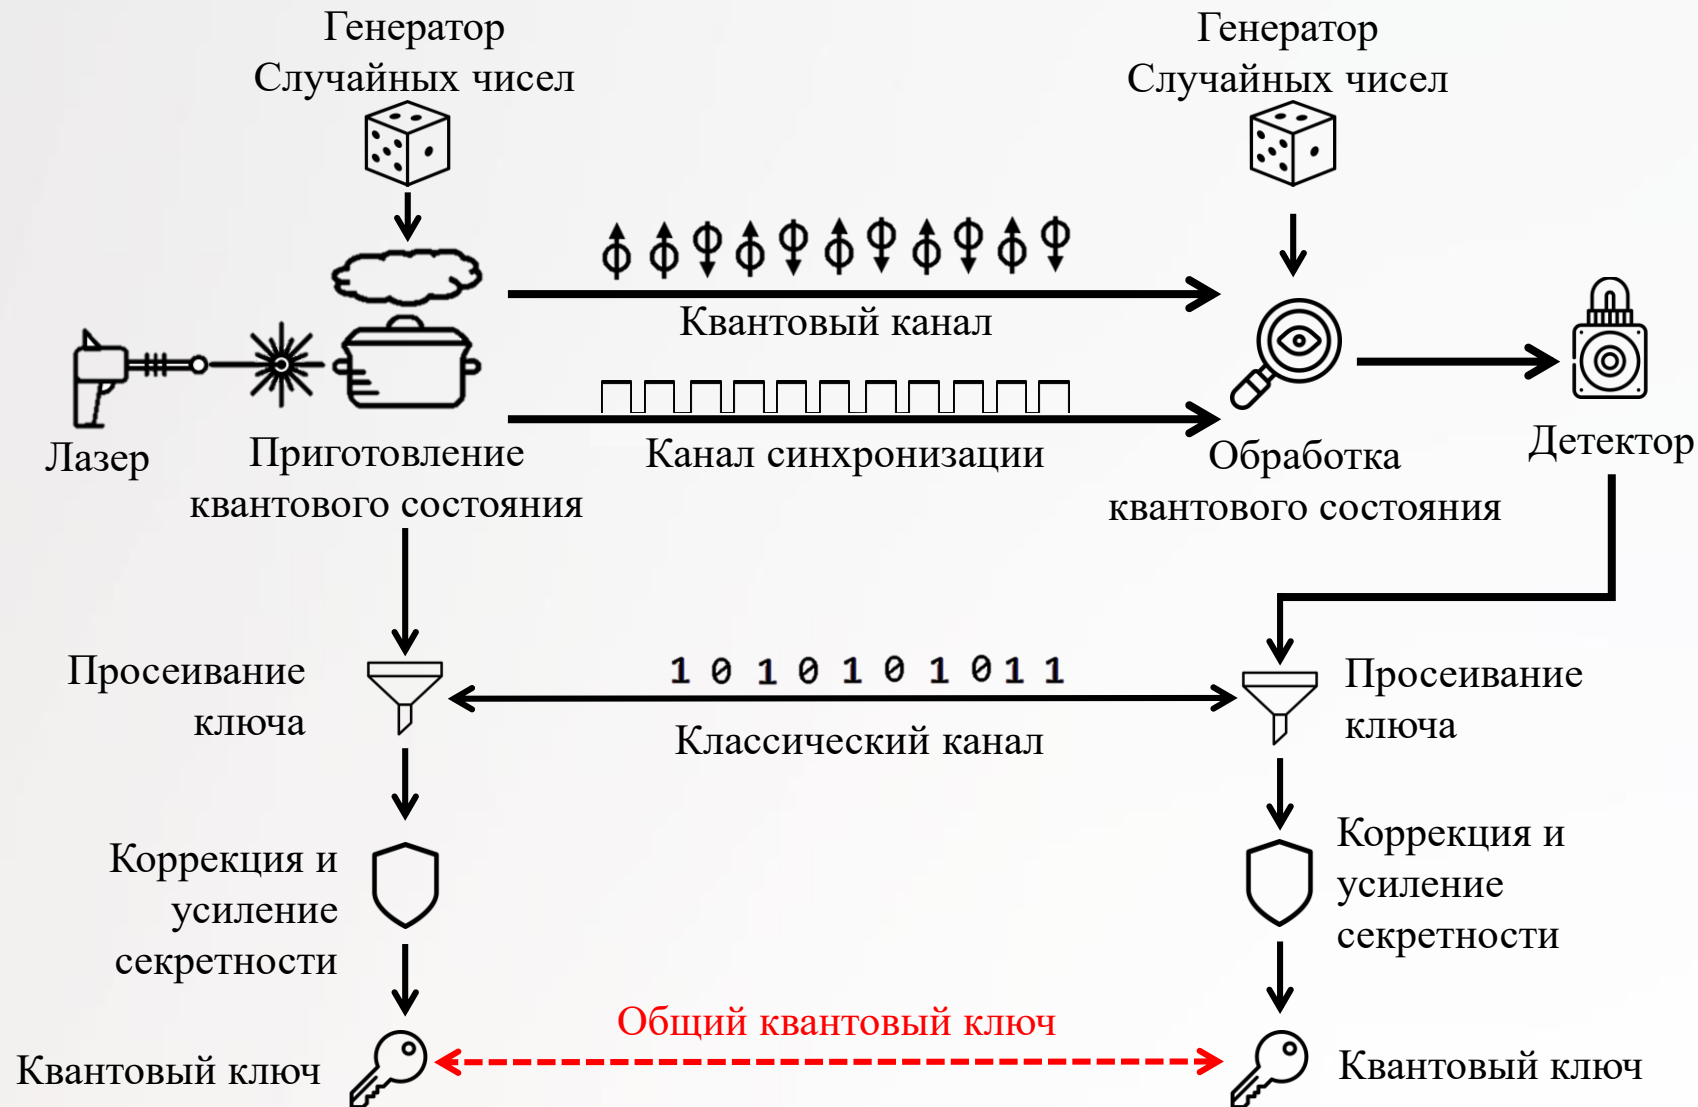 Генератор
Случайных чисел
Генератор
Случайных чисел
Квантовый канал
Лазер
Приготовление
квантового состояния
Канал синхронизации
Обработка
квантового состояния
Детектор
Просеивание
ключа
1 0 1 0 1 0 1 0 1 1
Классический канал
Просеивание
ключа
Коррекция и
усиление
секретности
Коррекция и
усиление
секретности
Общий квантовый ключ
Квантовый ключ
Квантовый ключ